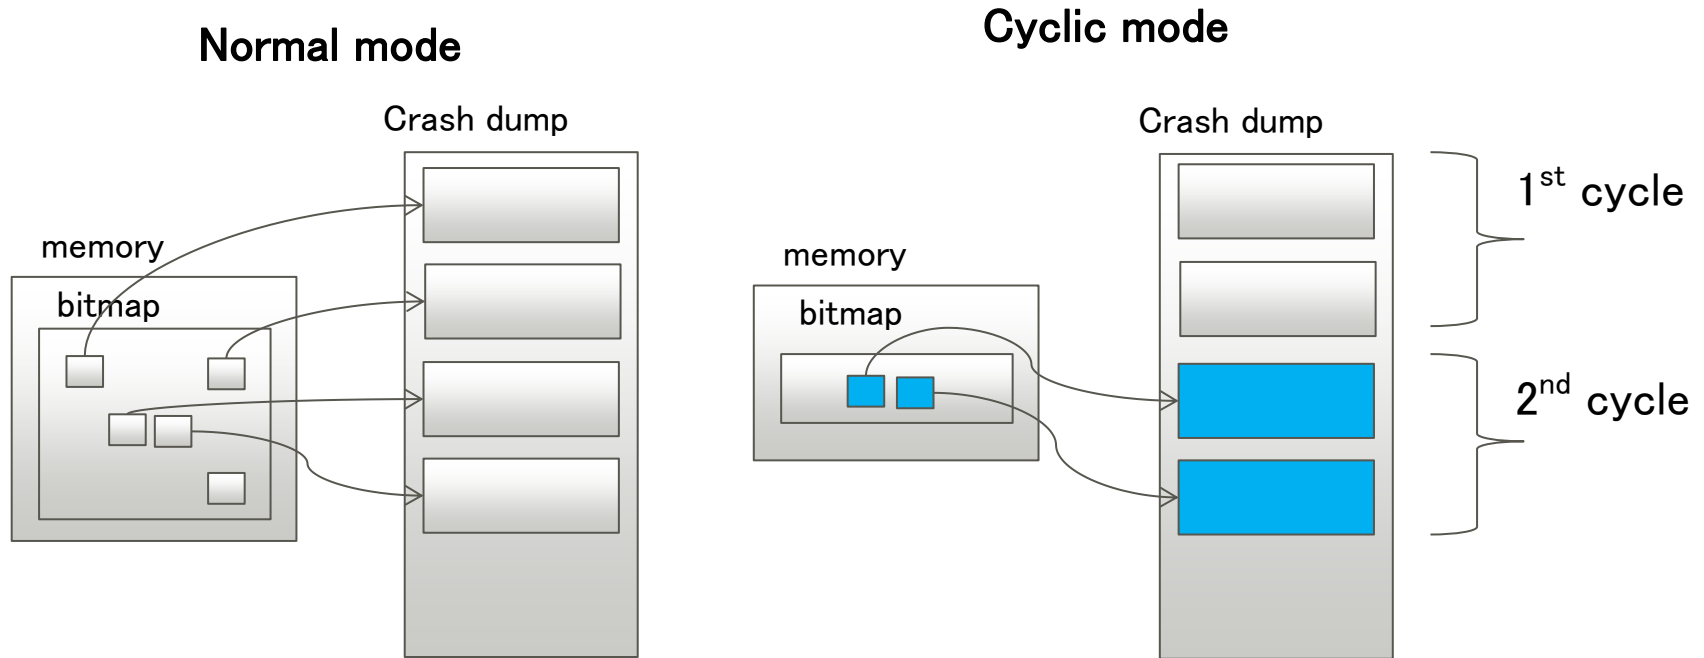 Normal mode
Crash dump
memory
bitmap
Cyclic mode
Crash dump
memory
bitmap
1st cycle
2nd cycle